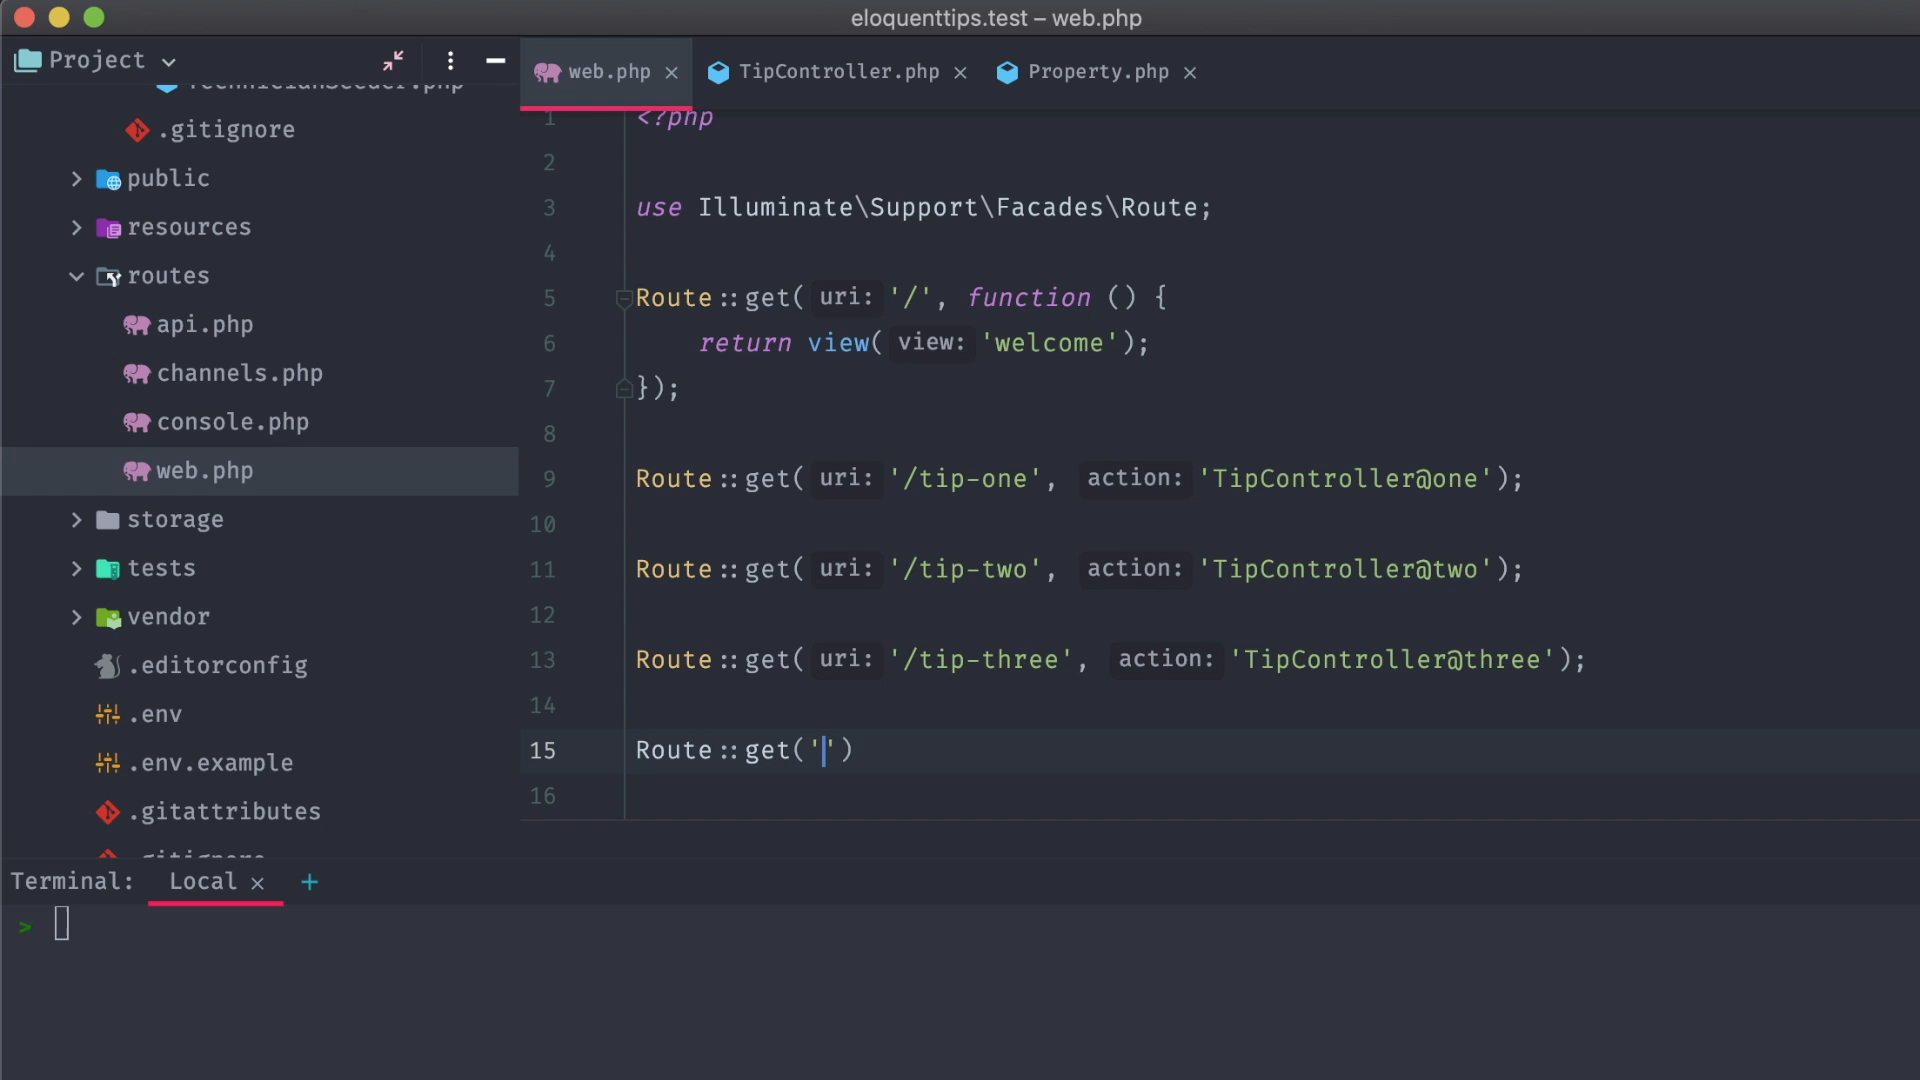 eloquenttips.test – web.php
Project
web.php
TipController.php
Property.php
TechnicianSeeder.php
.gitignore
public
resources
routes
api.php
channels.php
console.php
web.php
storage
tests
vendor
.editorconfig
.env
.env.example
.gitattributes
.gitignore
1 <?php
2
3 use Illuminate\Support\Facades\Route;
4
5 Route::get( uri: '/', function () {
6 return view( view: 'welcome');
7 });
8
9 Route::get( uri: '/tip-one', action: 'TipController@one');
10
11 Route::get( uri: '/tip-two', action: 'TipController@two');
12
13 Route::get( uri: '/tip-three', action: 'TipController@three');
14
15 Route::get('')
16
Terminal: Local +
>